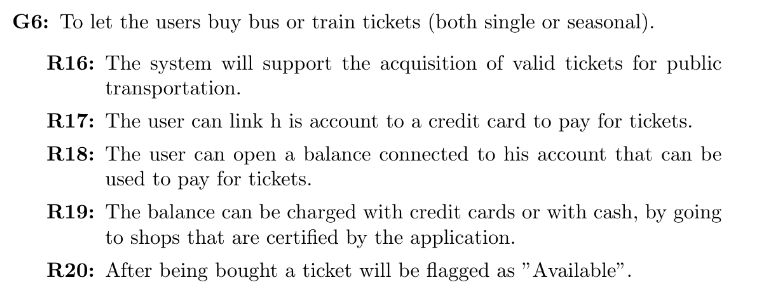 G6: To let the users buy bus or train tickets (both single or seasonal).
R16: The system will support the acquisition of valid tickets for public
transportation.
R17: The user can link h is account to a credit card to pay for tickets.
R18: The user can open a balance connected to his account that can be
used to pay for tickets.
R19: The balance can be charged with credit cards or with cash, by going
to shops that are certified by the application.
R20: After being bought a ticket will be flagged as ”Available”.